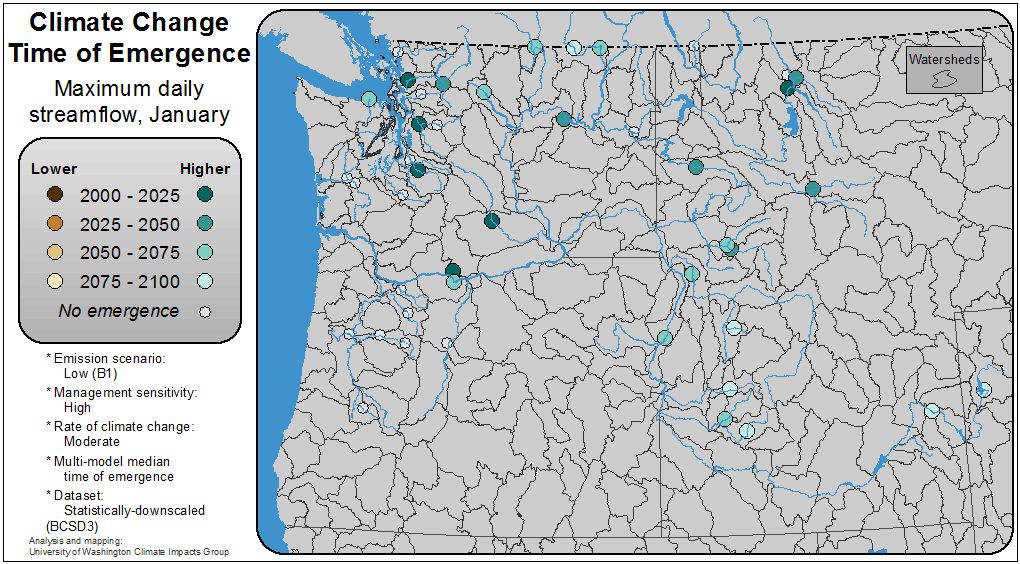 Climate Change
Time of Emergence
Maximum daily
streamflow, January
Lower Higher
2000 - 2025
2025 - 2050
2050 - 2075
2075 - 2100
No emergence
* Emission scenario:
Low (B1)
* Management sensitivity:
High
* Rate of climate change:
Moderate
* Multi-model median
time of emergence
* Dataset:
Statistically-downscaled
(BCSD3)
Analysis and mapping:
University of Washington Climate Impacts Group
Watersheds